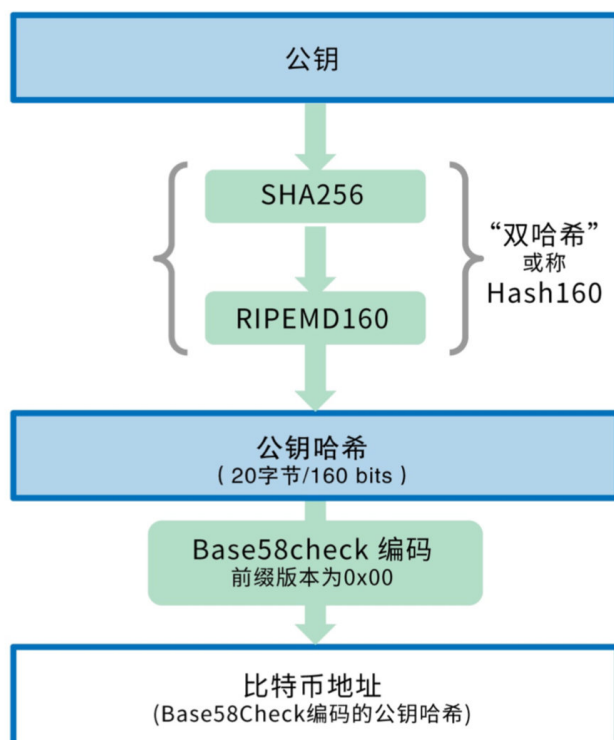 公钥
SHA256
RIPEMD160
“双哈希”
或称
Hash160
公钥哈希
( 20字节/160 bits )
Base58check 编码
前缀版本为0x00
比特币地址
(Base58Check编码的公钥哈希)